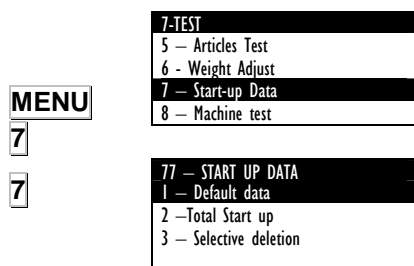 MENU
7
7
7-TEST
5 – Articles Test
6 - Weight Adjust
7 – Start-up Data
8 – Machine test
77 – START UP DATA
1 – Default data
2 –Total Start up
3 – Selective deletion